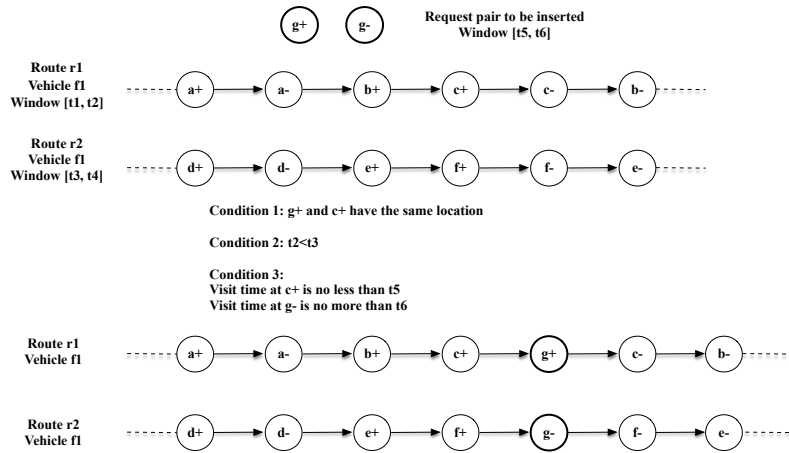 g+ g- Request pair to be inserted
Window [t5, t6]
Route r1
Vehicle f1
Window [t1, t2]
a+ a- b+ c+ c- b-
Route r2
Vehicle f1
Window [t3, t4]
d+ d- e+ f+ f- e-
Condition 1: g+ and c+ have the same location
Condition 2: t2<t3
Condition 3:
Visit time at c+ is no less than t5
Visit time at g- is no more than t6
Route r1
Vehicle f1
a+ a- b+ c+ g+ c- b-
Route r2
Vehicle f1
d+ d- e+ f+ g- f- e-